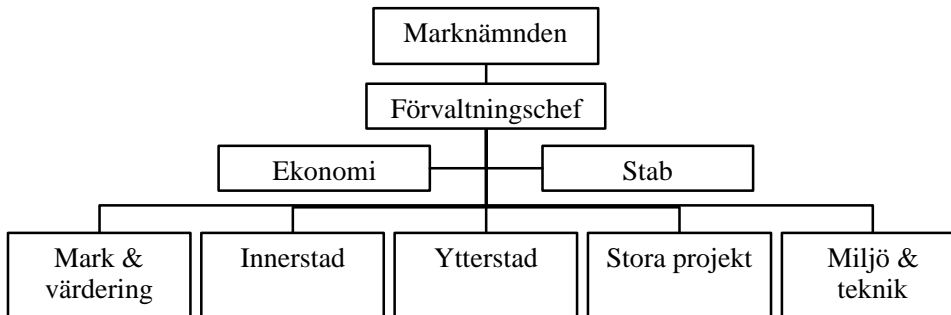 Marknämnden
Förvaltningschef
Ekonomi
Stab
Mark &
värdering
Innerstad
Ytterstad
Stora projekt
Miljö &
teknik